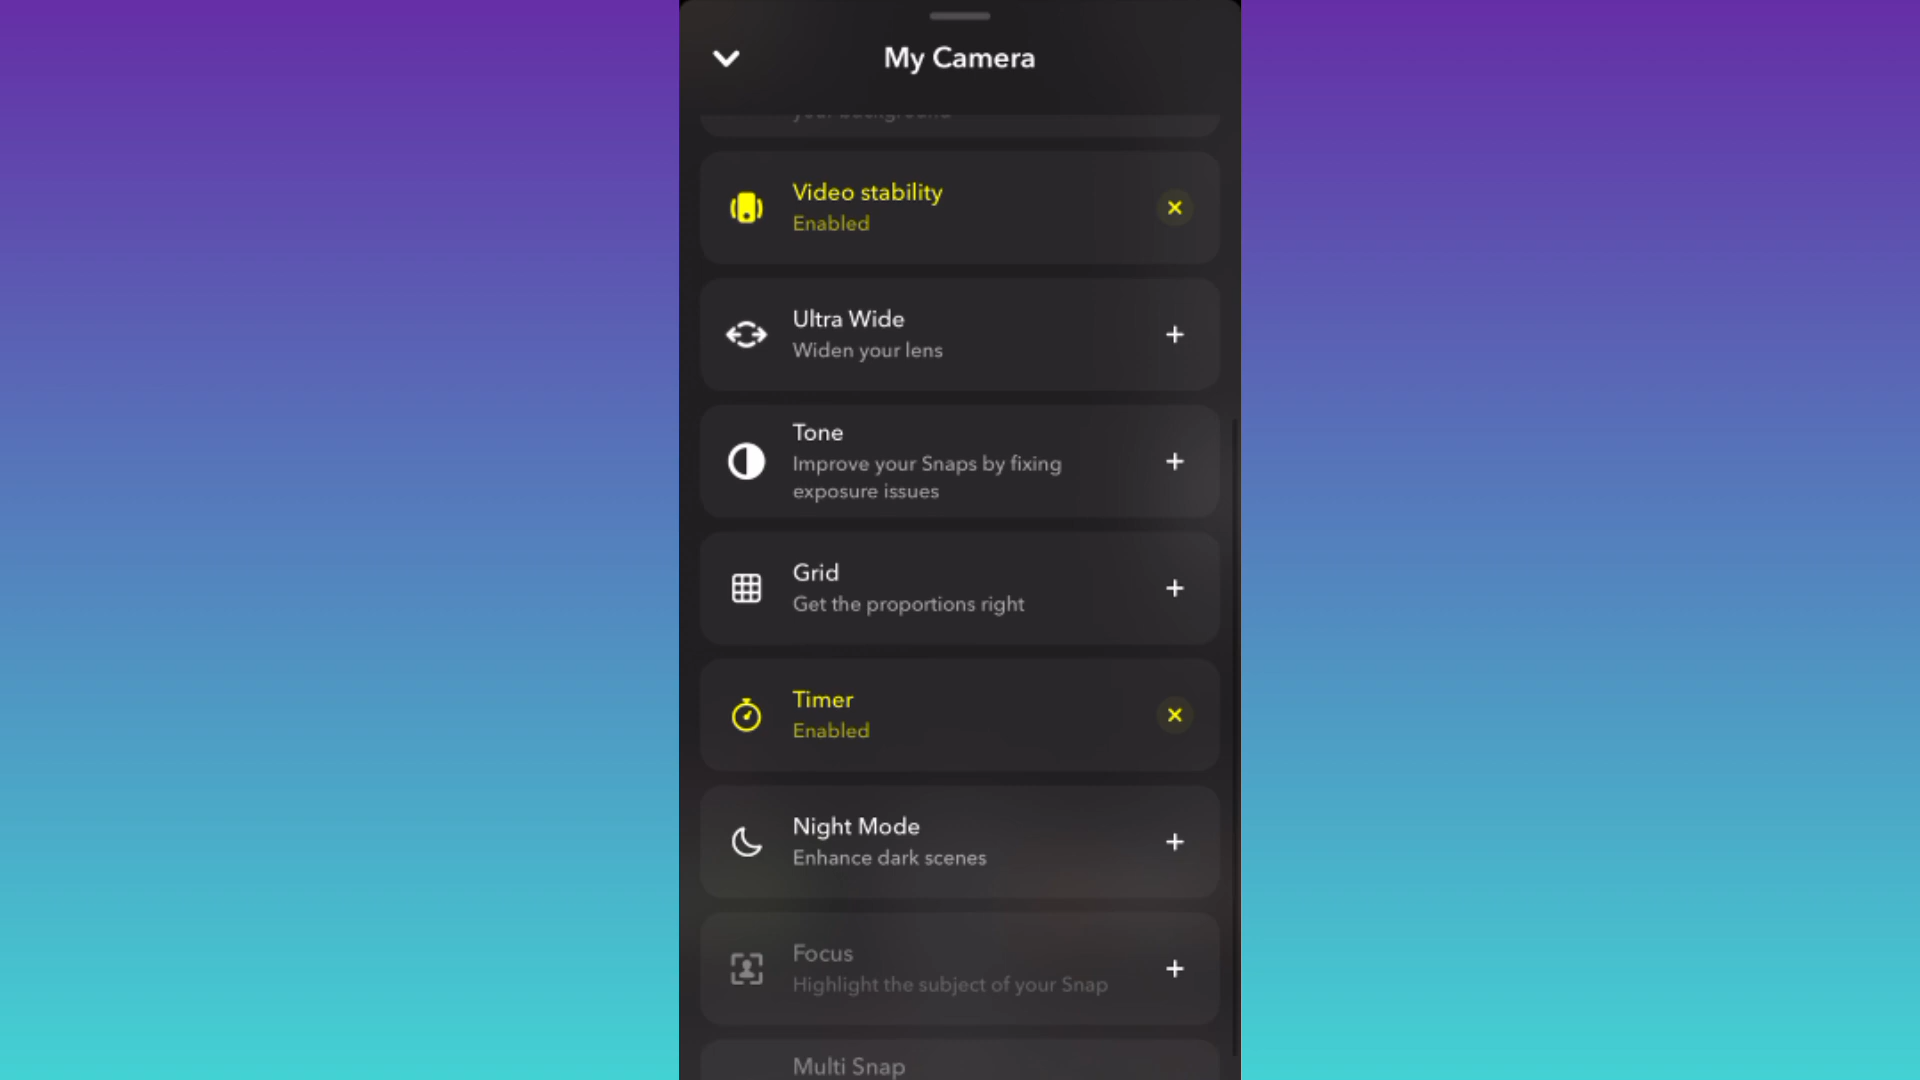 My Camera
your background
Video stability
Enabled
Ultra Wide
Widen your lens
Tone
Improve your Snaps by fixing
exposure issues
Grid
Get the proportions right
Timer
Enabled
Night Mode
Enhance dark scenes
Focus
Highlight the subject of your Snap
Multi Snap